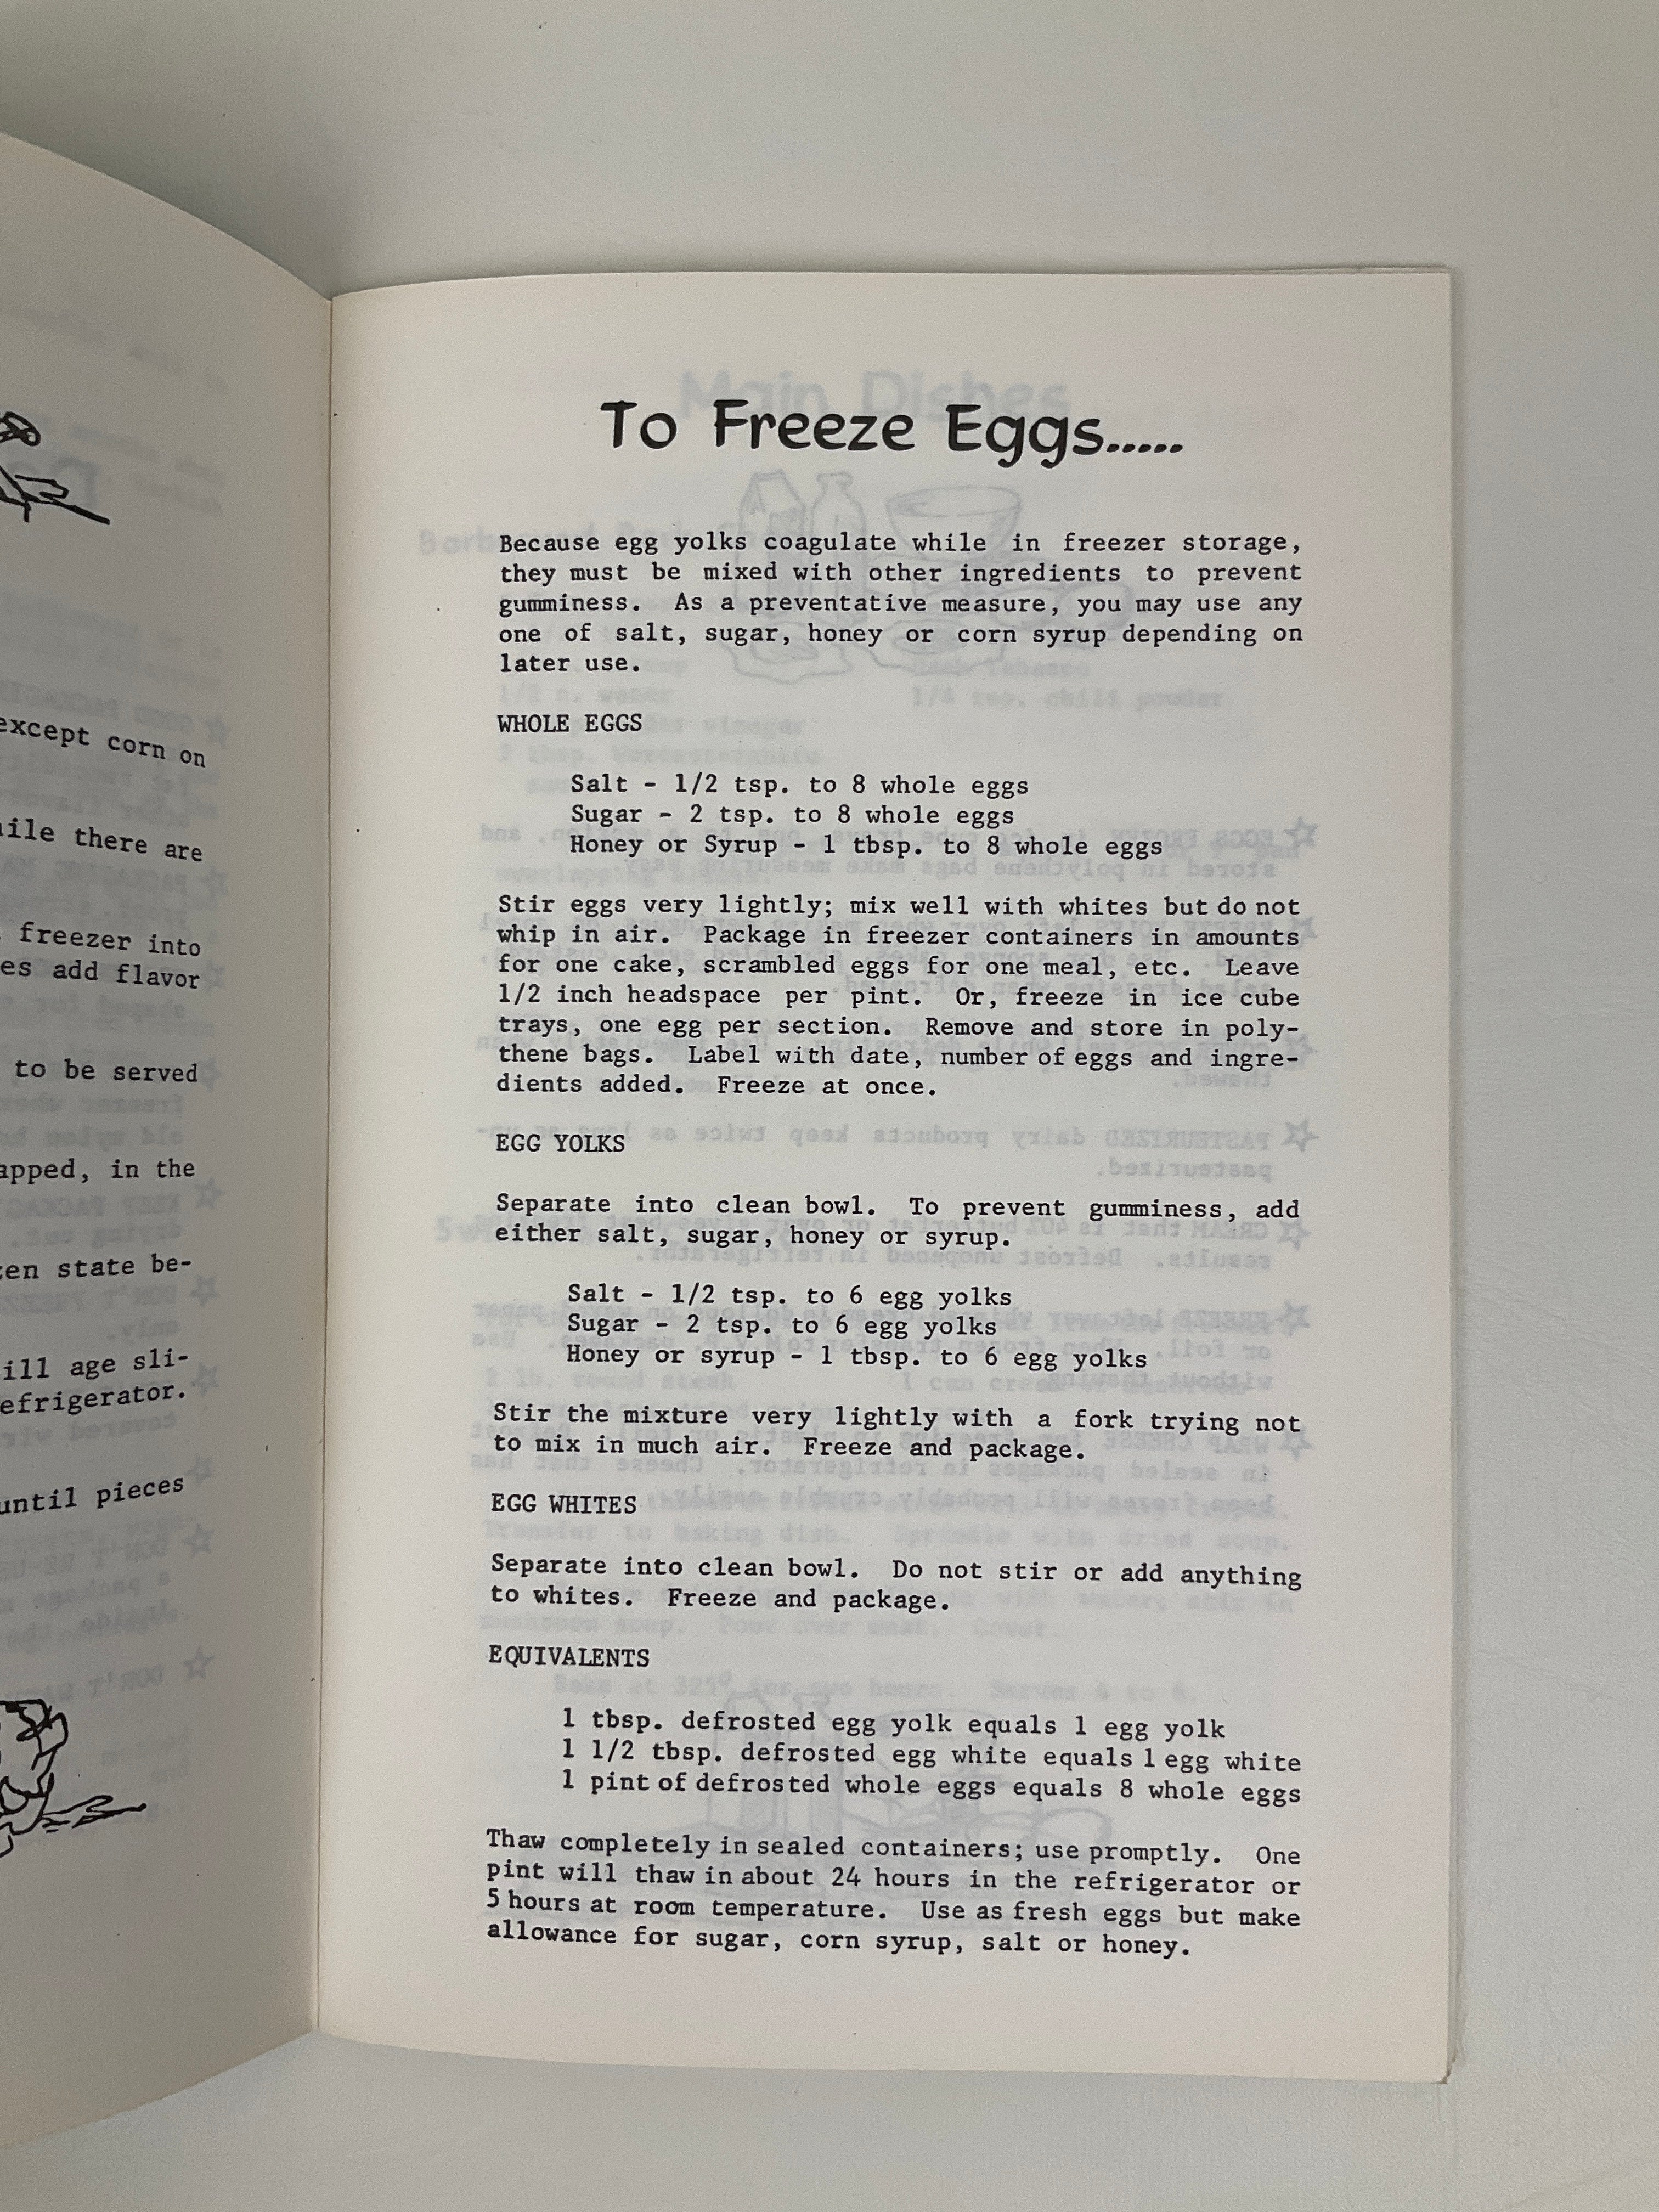 except corn on
there are
freezer into
add flavor
to be served
in the
state be-
age sli-
until pieces
To Freeze Eggs.....
Because egg yolks coagulate while in freezer storage,
they must be mixed with other ingredients to prevent
gumminess. As a preventative measure, you may use any
one of salt, sugar, honey or corn syrup depending on
later use.
WHOLE EGGS
Salt - 1/2 tsp. to 8 whole eggs
Sugar - 2 tsp. to 8 whole eggs
Honey or Syrup - 1 tbsp. to 8 whole eggs
Stir eggs very lightly; mix well with whites but do not
whip in air. Package in freezer containers in amounts
for one cake, scrambled eggs for one meal, etc. Leave
1/2 inch headspace per pint. Or, freeze in ice cube
trays, one egg per section. Remove and store in poly-
thene bags. Label with date, number of eggs and ingre-
dients added. Freeze at once.
EGG YOLKS
Separate into clean bowl. To prevent gumminess, add
either salt, sugar, honey or syrup.
Salt - 1/2 tsp. to 6 egg yolks
Sugar - 2 tsp. to 6 egg yolks
Honey or syrup - 1 tbsp. to 6 egg yolks
Stir the mixture very lightly with a fork trying not
to mix in much air. Freeze and package.
EGG WHITES
Separate into clean bowl. Do not stir or add anything
to whites. Freeze and package.
EQUIVALENTS
1 tbsp. defrosted egg yolk equals 1 egg yolk
1 1/2 tbsp. defrosted egg white equals 1 egg white
1 pint of defrosted whole eggs equals 8 whole eggs
Thaw completely in sealed containers; use promptly. One
pint will thaw in about 24 hours in the refrigerator or
5 hours at room temperature. Use as fresh eggs but make
allowance for sugar, corn syrup, salt or honey.